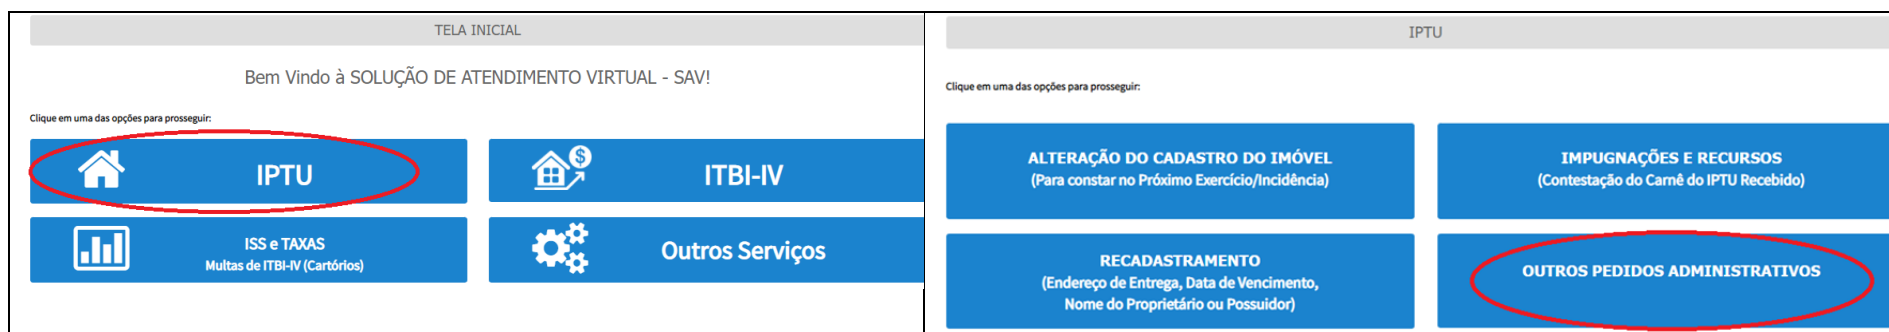 TELA INICIAL
Bem Vindo à SOLUÇÃO DE ATENDIMENTO VIRTUAL - SAV!
Clique em uma das opções para prosseguir:
IPTU
ITBI-IV
ISS e TAXAS
Multas de ITBI-IV (Cartórios)
Outros Serviços
IPTU
Clique em uma das opções para prosseguir:
ALTERAÇÃO DO CADASTRO DO IMÓVEL
(Para constar no Próximo Exercício/Incidência)
IMPUGNAÇÕES E RECURSOS
(Contestação do Carnê do IPTU Recebido)
RECADASTRAMENTO
(Endereço de Entrega, Data de Vencimento,
Nome do Proprietário ou Possuidor)
OUTROS PEDIDOS ADMINISTRATIVOS